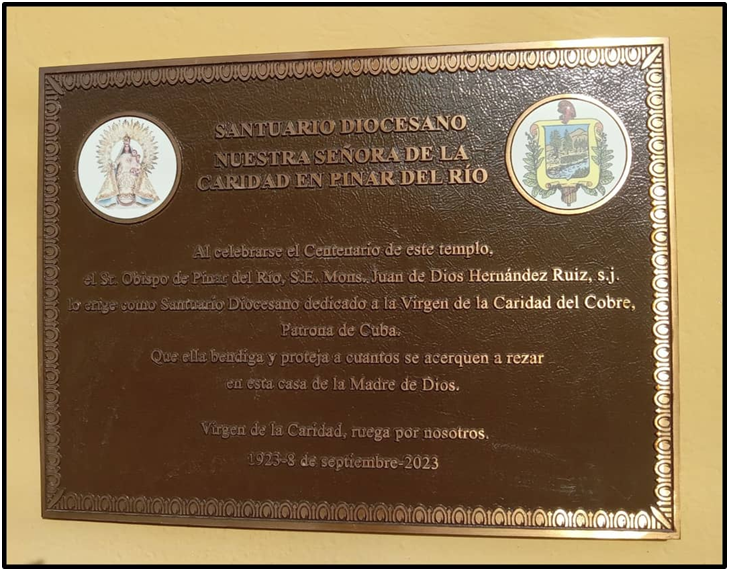 SANTUARIO DIOCESANO
NUESTRA SEÑORA DE LA
CARIDAD EN PINAR DEL RÍO
Al celebrarse el Centenario de este templo,
el Sr. Obispo de Pinar del Río, S.E. Mons. Juan de Dios Hernández Ruiz, s.j.
lo erige como Santuario Diocesano dedicado a la Virgen de la Caridad del Cobre,
Patrona de Cuba.
Que ella bendiga y proteja a cuantos se acerquen a rezar
en esta casa de la Madre de Dios.
Virgen de la Caridad, ruega por nosotros.
1923-8 de septiembre-2023